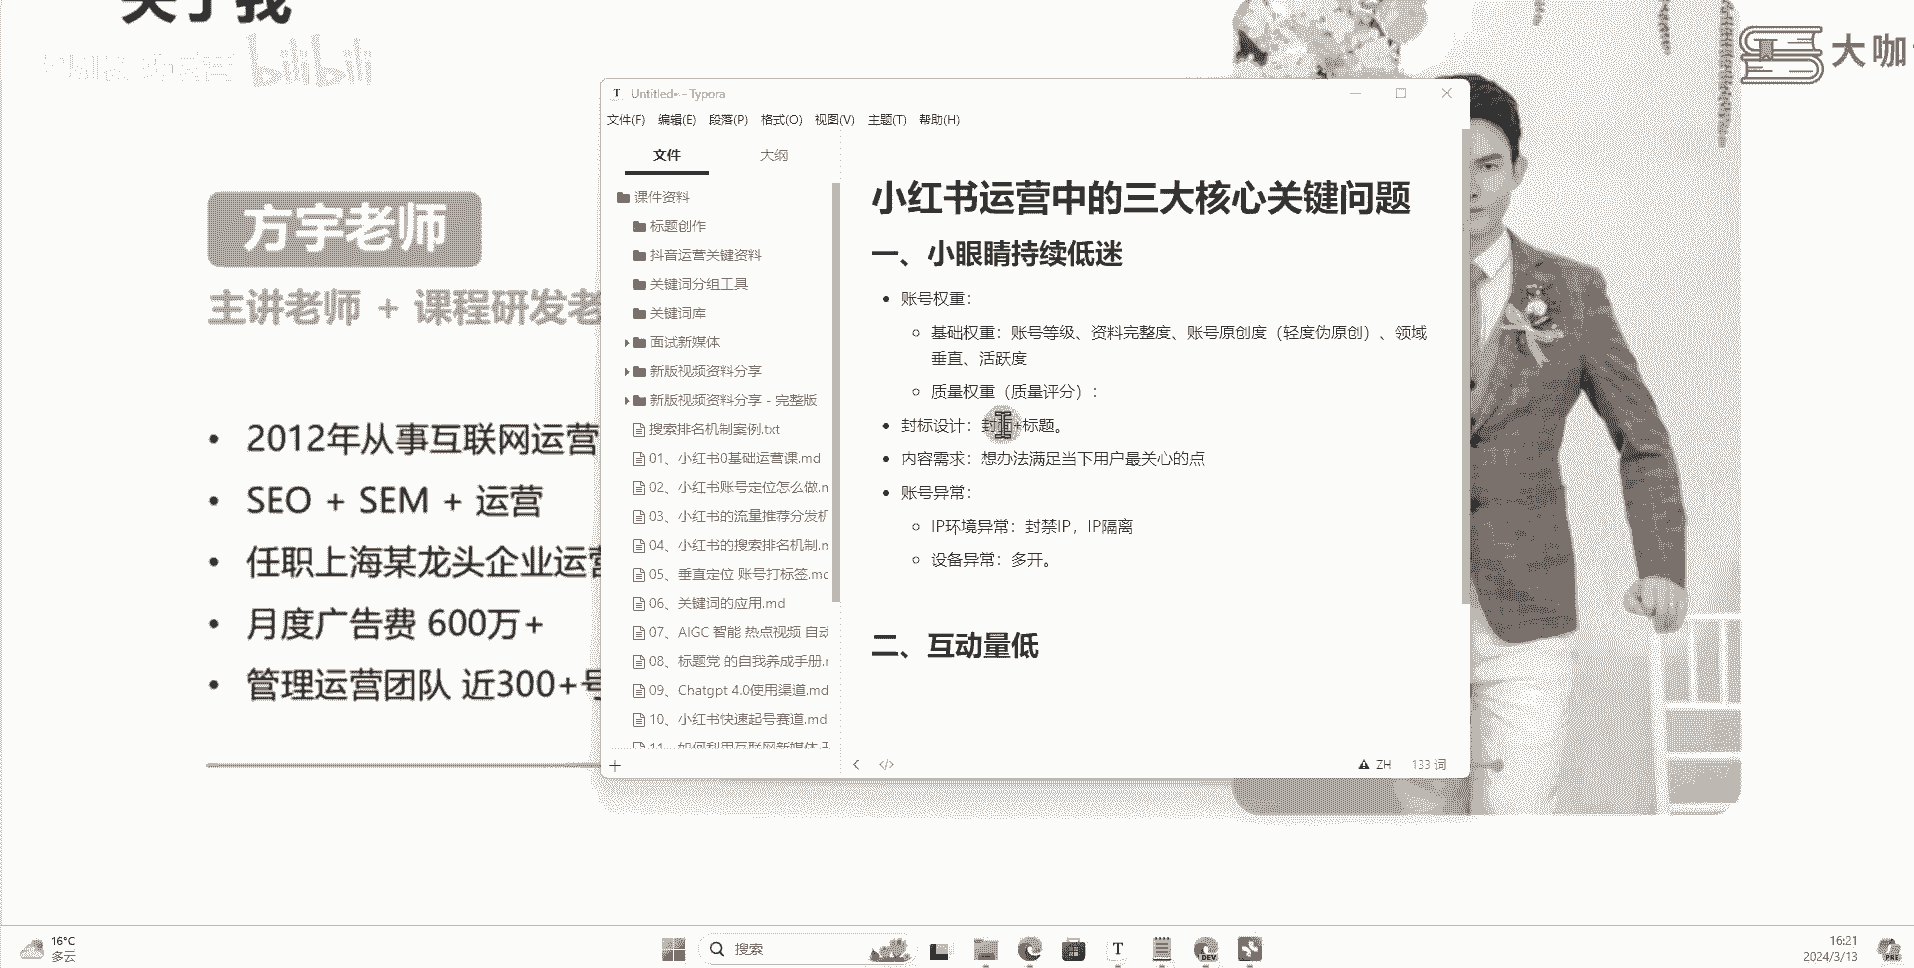 关于我
bilibili
大咖
方宇老师
主讲老师 + 课程研发老
2012年从事互联网运营
SEO + SEM + 运营
任职上海某龙头企业运营
月度广告费 600万+
管理运营团队 近300+号
Untitled• - Typora
文件(F) 编辑(E) 段落(P) 格式(O) 视图(V) 主题(T) 帮助(H)
文件 大纲
课件资料
标题创作
抖音运营关键资料
关键词分组工具
关键词库
面试新媒体
新版视频资料分享
新版视频资料分享 - 完整版
搜索排名机制案例.txt
01、小红书0基础运营课.md
02、小红书账号定位怎么做.m
03、小红书的流量推荐分发机
04、小红书的搜索排名机制.m
05、垂直定位 账号打标签.md
06、关键词的应用.md
07、AIGC 智能 热点视频 自动
08、标题党 的自我养成手册.m
09、Chatgpt 4.0使用渠道.md
10、小红书快速起号赛道.md
11、如何利用互联网新媒体
小红书运营中的三大核心关键问题
一、小眼睛持续低迷
账号权重：
基础权重：账号等级、资料完整度、账号原创度（轻度伪原创）、领域
垂直、活跃度
质量权重（质量评分）：
封标设计：封面+标题。
内容需求：想办法满足当下用户最关心的点
账号异常：
IP环境异常：封禁IP，IP隔离
设备异常：多开。
二、互动量低
ZH 133 词
16°C
多云
搜索
16:21
2024/3/13